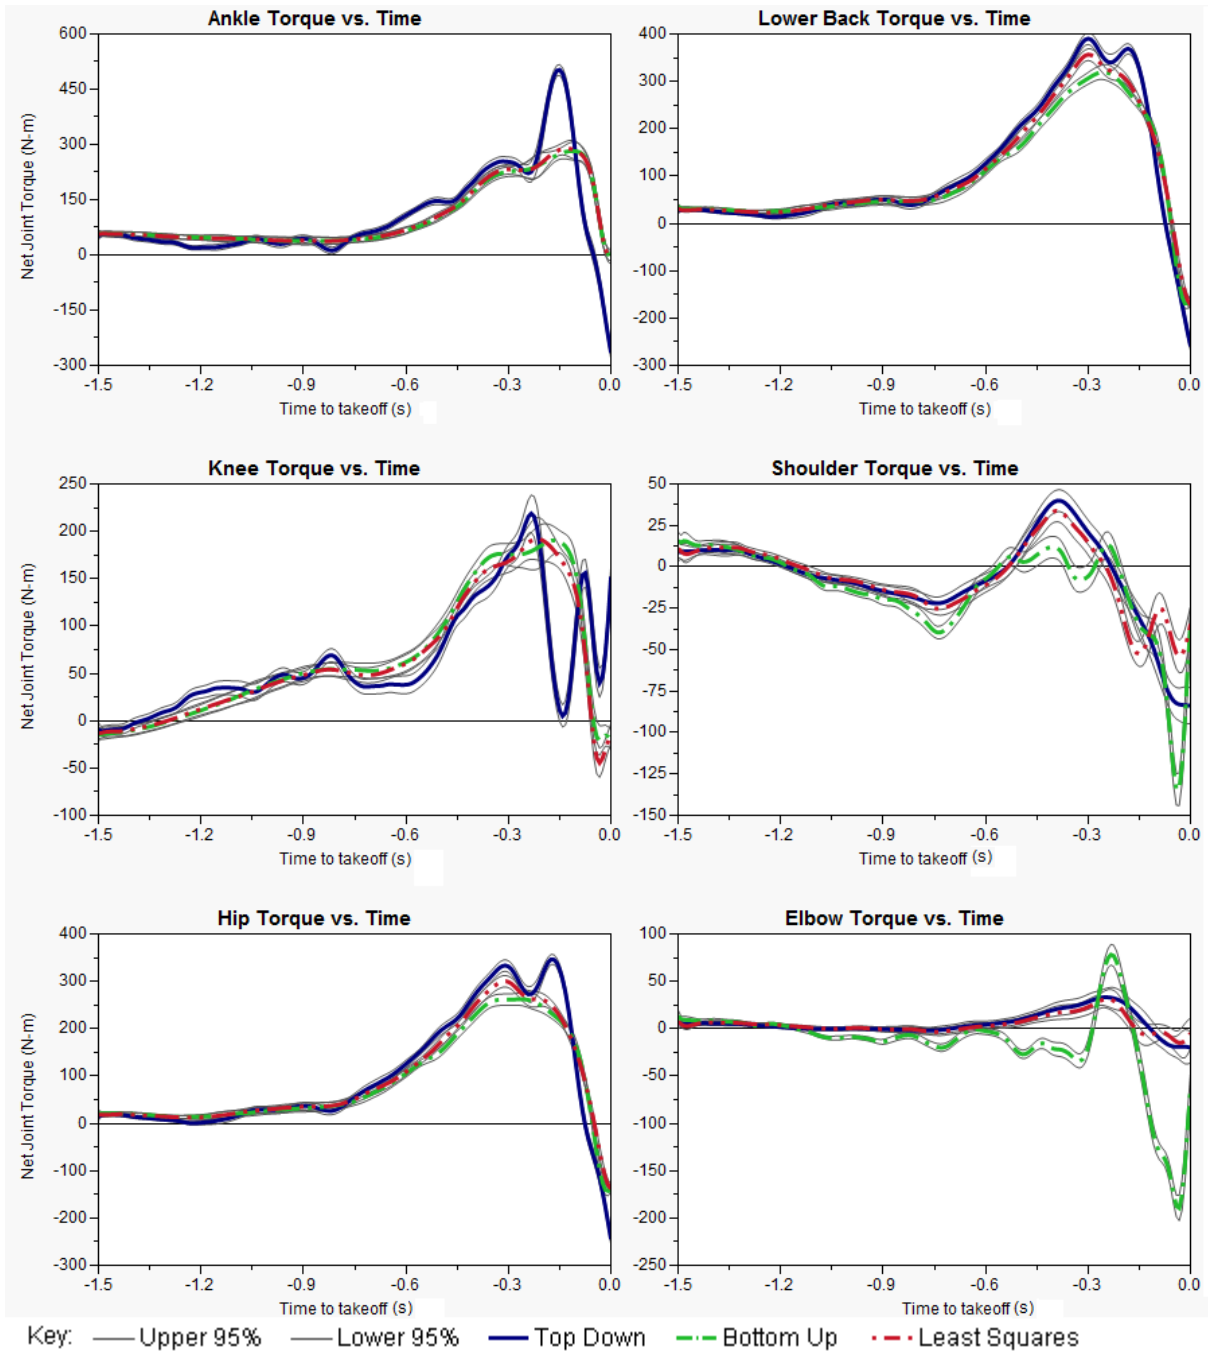 Ankle Torque vs. Time
600
450
300
150
0
-150
-300
Net Joint Torque (N-m)
-1.5 -1.2 -0.9 -0.6 -0.3 0.0
Time to takeoff (s)
Lower Back Torque vs. Time
400
300
200
100
0
-100
-200
-300
-1.5 -1.2 -0.9 -0.6 -0.3 0.0
Time to takeoff (s)
Knee Torque vs. Time
250
200
150
100
50
0
-50
-100
Net Joint Torque (N-m)
-1.5 -1.2 -0.9 -0.6 -0.3 0.0
Time to takeoff (s)
Shoulder Torque vs. Time
50
25
0
-25
-50
-75
-100
-125
-150
-1.5 -1.2 -0.9 -0.6 -0.3 0.0
Time to takeoff (s)
Hip Torque vs. Time
400
300
200
100
0
-100
-200
-300
Net Joint Torque (N-m)
-1.5 -1.2 -0.9 -0.6 -0.3 0.0
Time to takeoff (s)
Elbow Torque vs. Time
100
50
0
-50
-100
-150
-200
-250
-1.5 -1.2 -0.9 -0.6 -0.3 0.0
Time to takeoff (s)
Key: Upper 95% Lower 95% Top Down Bottom Up Least Squares